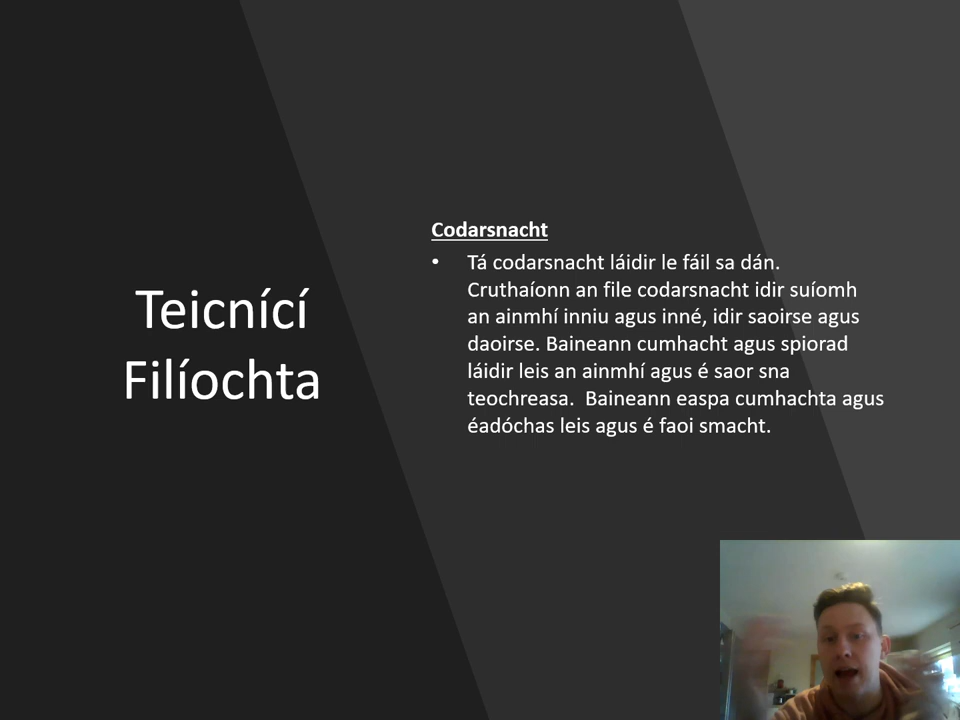 Teicnící
Filíochta
Codarsnacht
• Tá codarsnacht láidir le fáil sa dán.
Cruthaíonn an file codarsnacht idir suíomh
an ainmhí inniu agus inné, idir saoirse agus
daoirse. Baineann cumhacht agus spiorad
láidir leis an ainmhí agus é saor sna
teochreasa.  Baineann easpa cumhachta agus
éadóchas leis agus é faoi smacht.